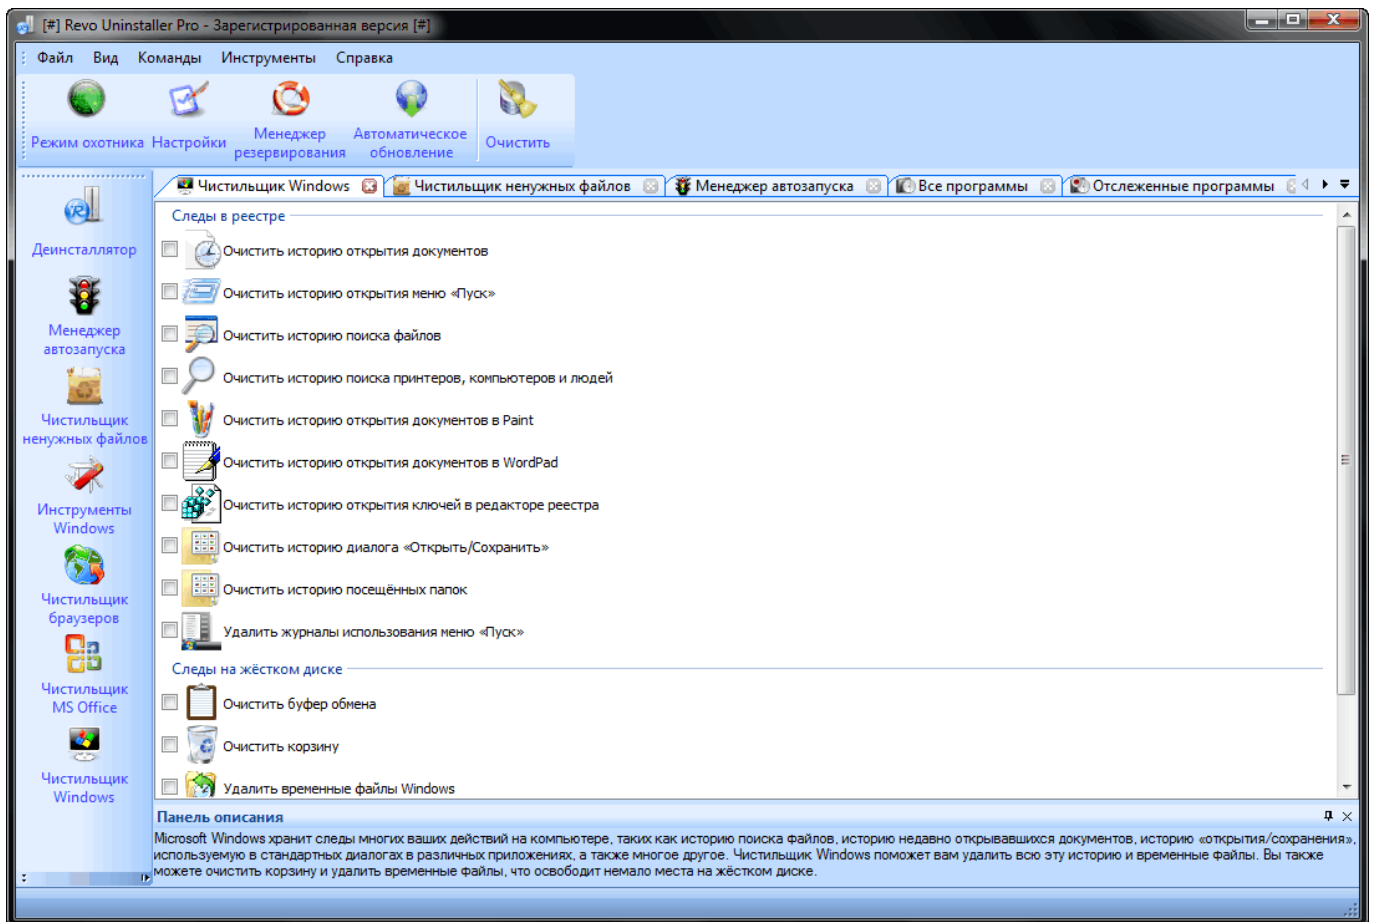 [#] Revo Uninstaller Pro - Зарегистрированная версия [#]
Файл Вид Команды Инструменты Справка
Режим охотника
Настройки
Менеджер
резервирования
Автоматическое
обновление
Очистить
Деинсталлятор
Менеджер
автозапуска
Чистильщик
ненужных файлов
Инструменты
Windows
Чистильщик
браузеров
Чистильщик
MS Office
Чистильщик
Windows
Чистильщик Windows
Чистильщик ненужных файлов
Менеджер автозапуска
Все программы
Отслеженные программы
Следы в реестре
Очистить историю открытия документов
Очистить историю открытия меню «Пуск»
Очистить историю поиска файлов
Очистить историю поиска принтеров, компьютеров и людей
Очистить историю открытия документов в Paint
Очистить историю открытия документов в WordPad
Очистить историю открытия ключей в редакторе реестра
Очистить историю диалога «Открыть/Сохранить»
Очистить историю посещённых папок
Удалить журналы использования меню «Пуск»
Следы на жёстком диске
Очистить буфер обмена
Очистить корзину
Удалить временные файлы Windows
Панель описания
Microsoft Windows хранит следы многих ваших действий на компьютере, таких как историю поиска файлов, историю недавно открывавшихся документов, историю «открытия/сохранения»,
используемую в стандартных диалогах в различных приложениях, а также многое другое. Чистильщик Windows поможет вам удалить всю эту историю и временные файлы. Вы также
можете очистить корзину и удалить временные файлы, что освободит немало места на жёстком диске.